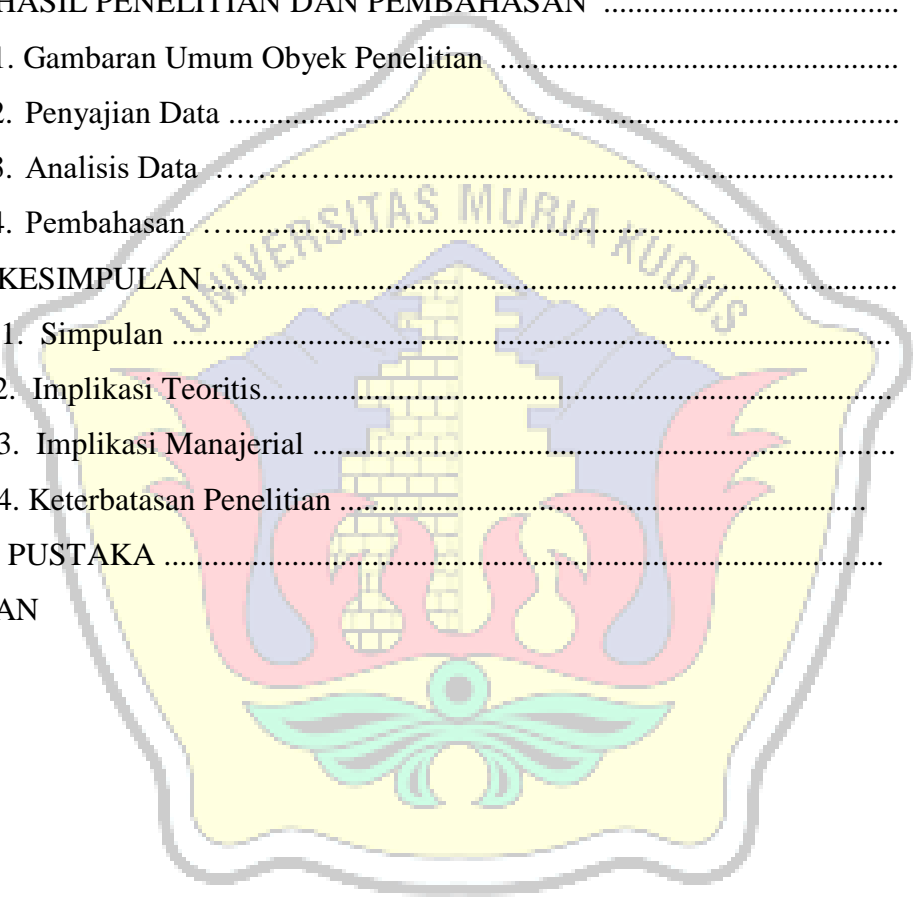 HASIL PENELITIAN DAN PEMBAHASAN .....................................
1. Gambaran Umum Obyek Penelitian ..................................................
2. Penyajian Data ....................................................................................
3. Analisis Data …………......................................................................
4. Pembahasan …...................................................................................
KESIMPULAN ......................................................................................
1. Simpulan ..........................................................................................
2. Implikasi Teoritis...............................................................................
3. Implikasi Manajerial .........................................................................
4. Keterbatasan Penelitian ..................................................................
PUSTAKA ..........................................................................................
AN
UNIVERSITAS MURIA KUDUS